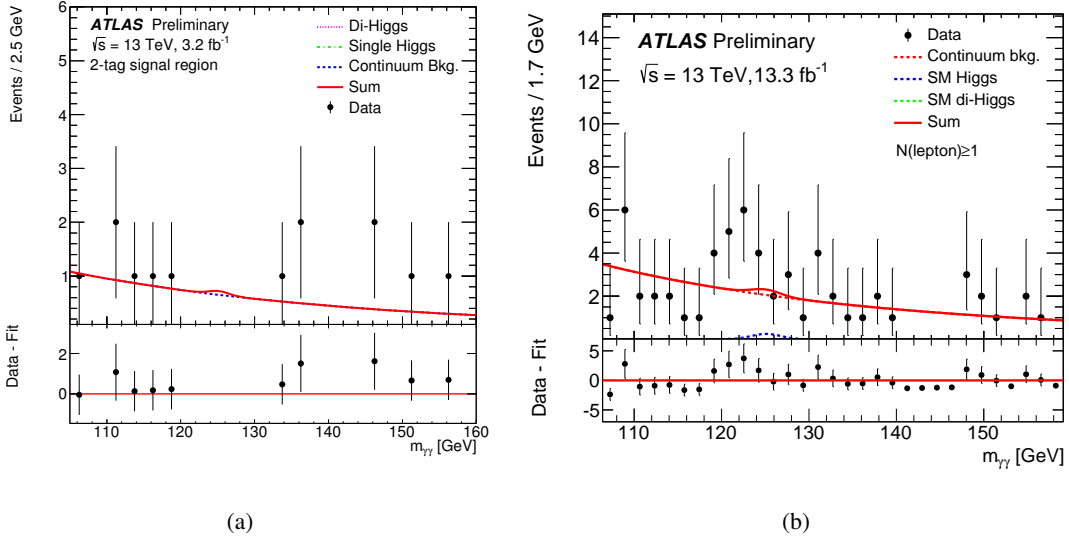 ATLAS Preliminary
√s = 13 TeV, 3.2 fb⁻¹
2-tag signal region
Di-Higgs
Single Higgs
Continuum Bkg.
Sum
Data
Events / 2.5 GeV
6
5
4
3
2
1
Data - Fit
2
0
110 120 130 140 150 160
mγγ [GeV]
(a)
ATLAS Preliminary
√s = 13 TeV, 13.3 fb⁻¹
Data
Continuum bkg.
SM Higgs
SM di-Higgs
Sum
N(lepton)≥1
Events / 1.7 GeV
14
12
10
8
6
4
2
Data - Fit
5
0
-5
110 120 130 140 150
mγγ [GeV]
(b)